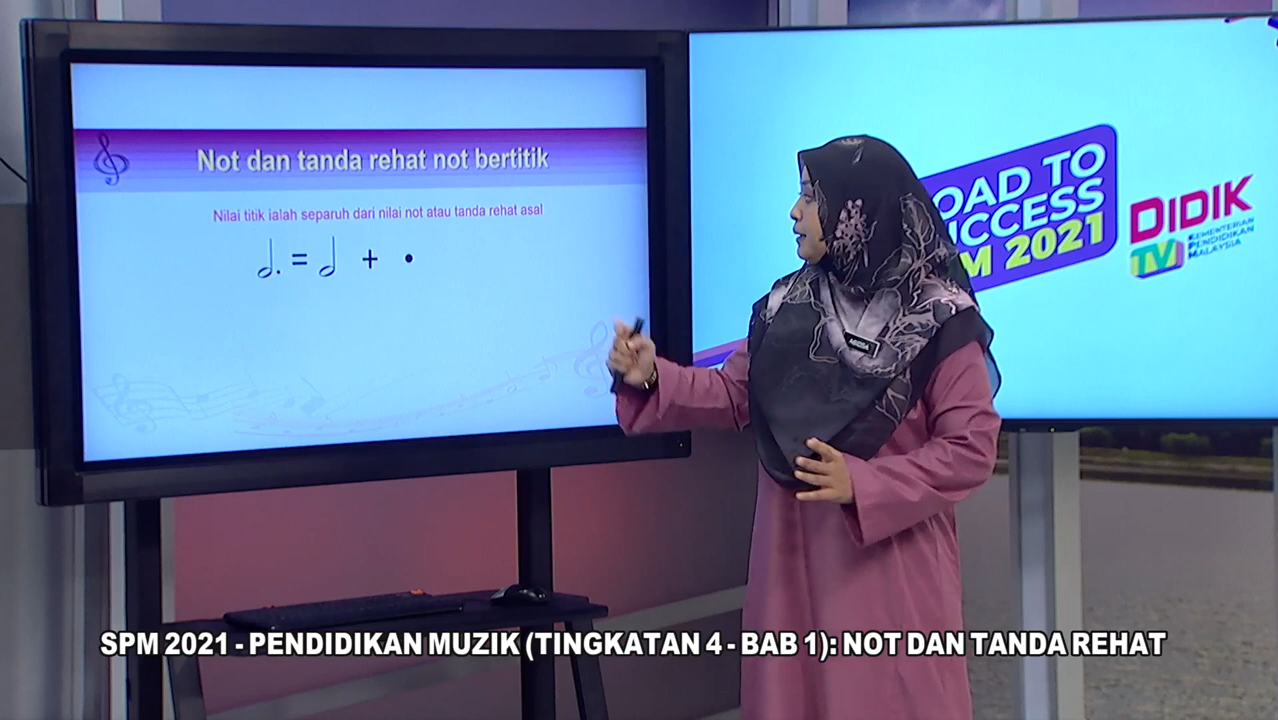 Not dan tanda rehat not bertitik
Nilai titik ialah separuh dari nilai not atau tanda rehat asal
= +
2021
DIDIK
TV
KEMENTERIAN
PENDIDIKAN
MALAYSIA
SPM 2021 - PENDIDIKAN MUZIK (TINGKATAN 4 - BAB 1): NOT DAN TANDA REHAT